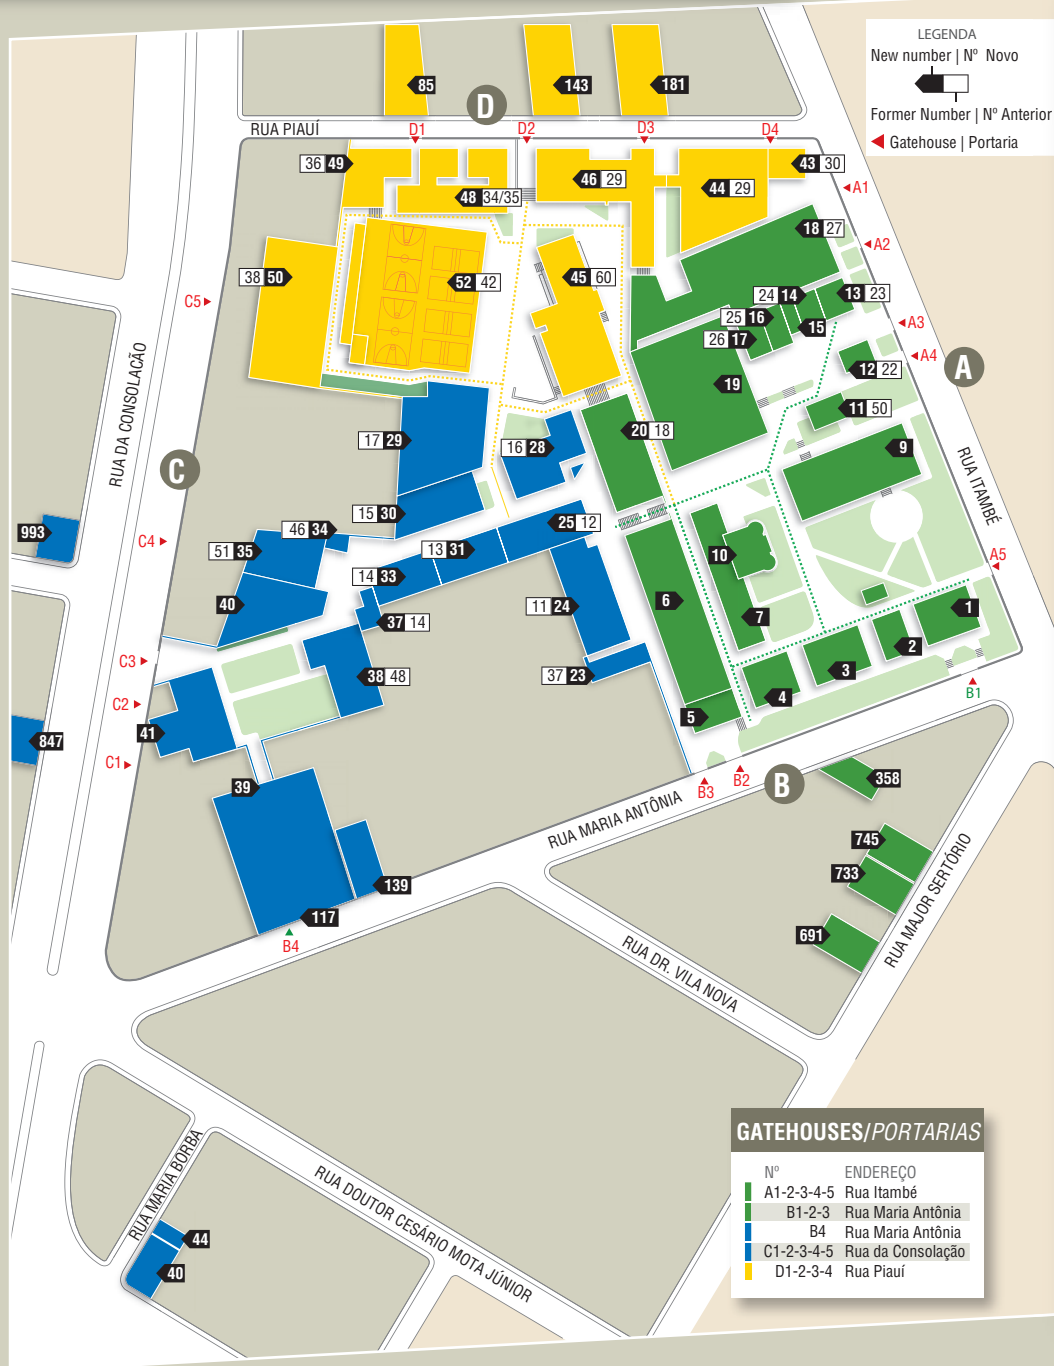 LEGENDA
New number | Nº Novo
Former Number | Nº Anterior
Gatehouse | Portaria
85
143
181
D
RUA PIAUÍ
D1
D2
D3
D4
36 49
48 34/35
46 29
44 29
43 30
A1
18 27
A2
38 50
52 42
45 60
C5
24 14
13 23
25 16
15
26 17
A3
A4
A
12 22
19
11 50
RUA DA CONSOLAÇÃO
17 29
16 28
20 18
9
C
RUA ITAMBÉ
15 30
25 12
993
C4
46 34
51 35
13 31
10
A5
14 33
40
37 14
11 24
6
7
1
2
C3
38 48
37 23
3
4
B1
C2
5
41
847
C1
39
B3
B2
B
358
RUA MARIA ANTÔNIA
745
733
RUA MAJOR SERTÓRIO
139
117
B4
691
RUA DR. VILA NOVA
RUA MARIA BORBA
RUA DOUTOR CESÁRIO MOTA JÚNIOR
44
40
GATEHOUSES/PORTARIAS
Nº ENDEREÇO
A1-2-3-4-5 Rua Itambé
B1-2-3 Rua Maria Antônia
B4 Rua Maria Antônia
C1-2-3-4-5 Rua da Consolação
D1-2-3-4 Rua Piauí